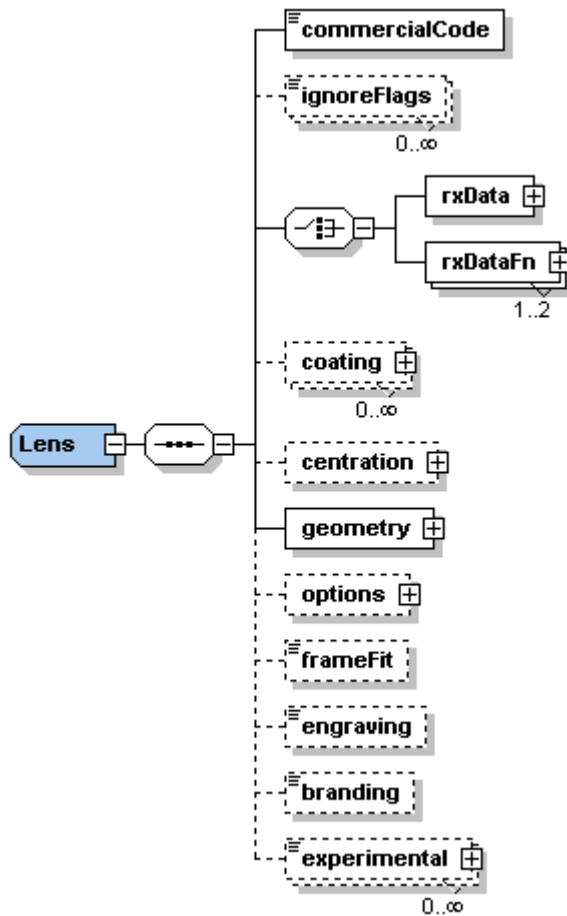 commercialCode
ignoreFlags
0..∞
rxData
rxDataFn
1..2
coating
0..∞
Lens
centration
geometry
options
frameFit
engraving
branding
experimental
0..∞